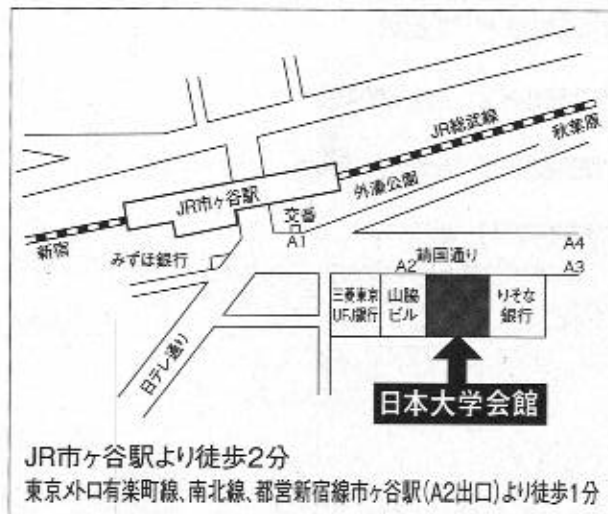 JR総武線
秋葉原
外濠公園
JR市ヶ谷駅
交番
A1
新宿
みずほ銀行
靖国通り
A4
A2
A3
三菱東京
UFJ銀行
山脇
ビル
りそな
銀行
日テレ通り
日本大学会館
JR市ヶ谷駅より徒歩2分
東京メトロ有楽町線、南北線、都営新宿線市ヶ谷駅(A2出口)より徒歩1分